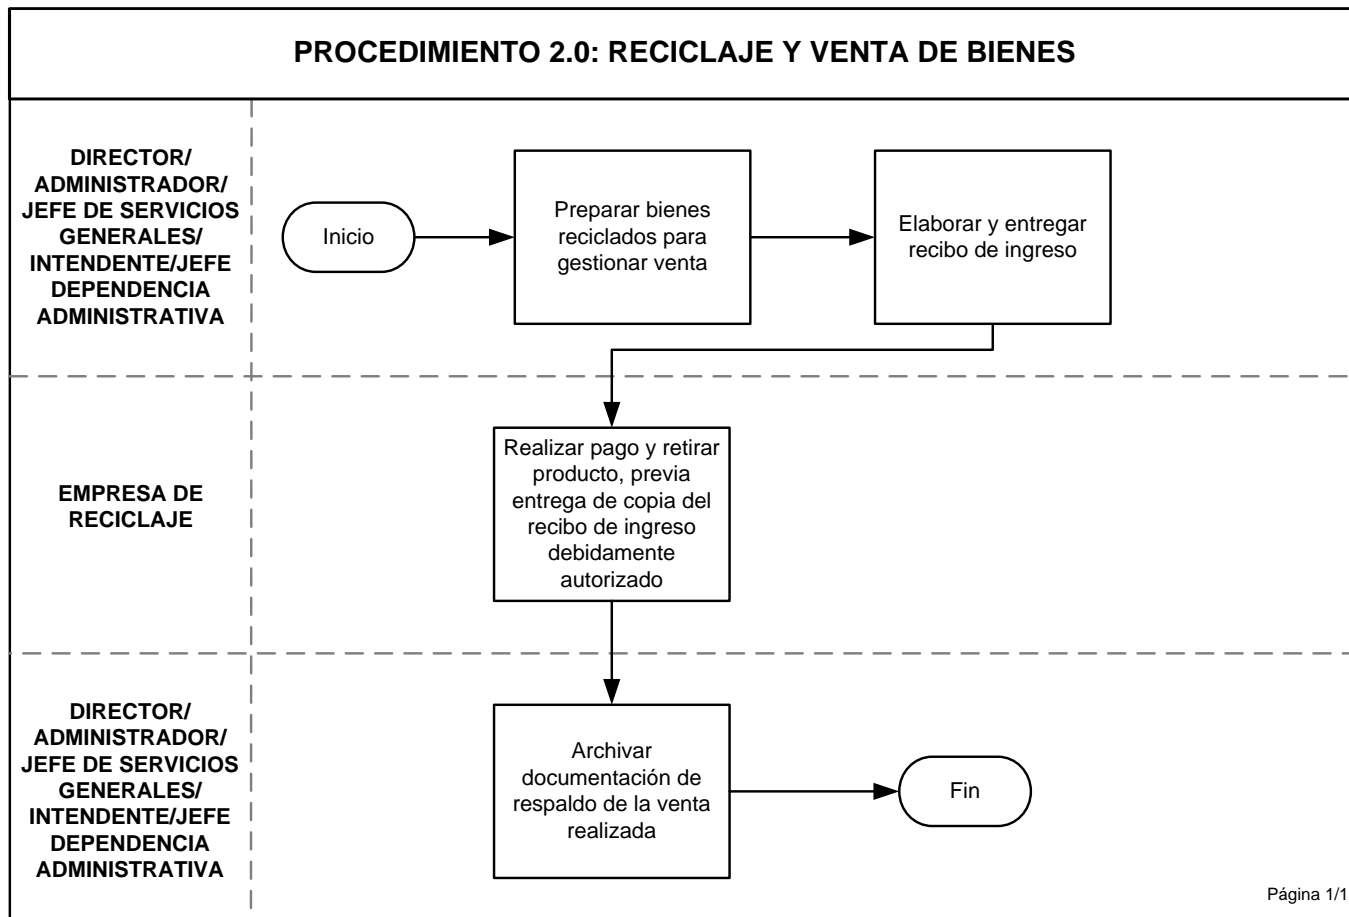 PROCEDIMIENTO 2.0: RECICLAJE Y VENTA DE BIENES
DIRECTOR/
ADMINISTRADOR/
JEFE DE SERVICIOS
GENERALES/
INTENDENTE/JEFE
DEPENDENCIA
ADMINISTRATIVA
Inicio
Preparar bienes
reciclados para
gestionar venta
Elaborar y entregar
recibo de ingreso
EMPRESA DE
RECICLAJE
Realizar pago y retirar
producto, previa
entrega de copia del
recibo de ingreso
debidamente
autorizado
DIRECTOR/
ADMINISTRADOR/
JEFE DE SERVICIOS
GENERALES/
INTENDENTE/JEFE
DEPENDENCIA
ADMINISTRATIVA
Archivar
documentación de
respaldo de la venta
realizada
Fin
Página 1/1